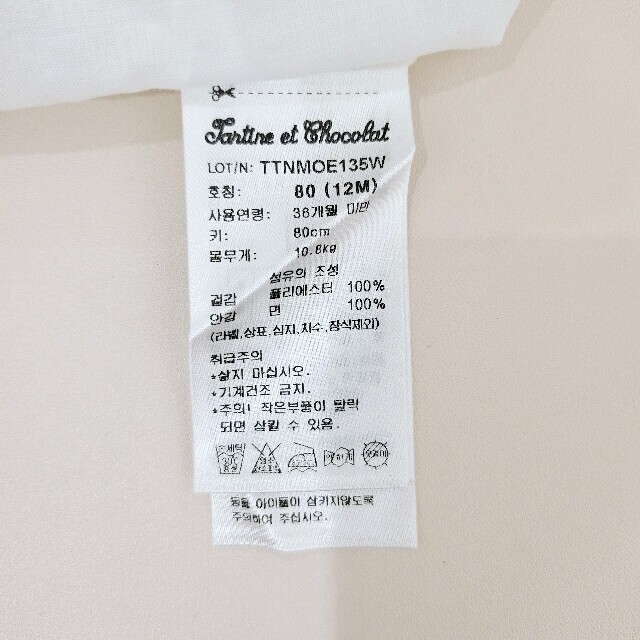 Tartine et Chocolat
LOT/N: TTNMOE135W
호칭: 80 (12M)
사용연령: 36개월 미만
키: 80cm
몸무게: 10.8kg
섬유의 조성
겉감 폴리에스터 100%
안감 면 100%
(라벨,상표,심지,자수,장식제외)
취급주의
*삶지 마십시오.
*기계건조 금지.
*주의! 작은부품이 탈락
되면 삼킬 수 있음.
아이들이 삼키지않도록
주의하여 주십시오.